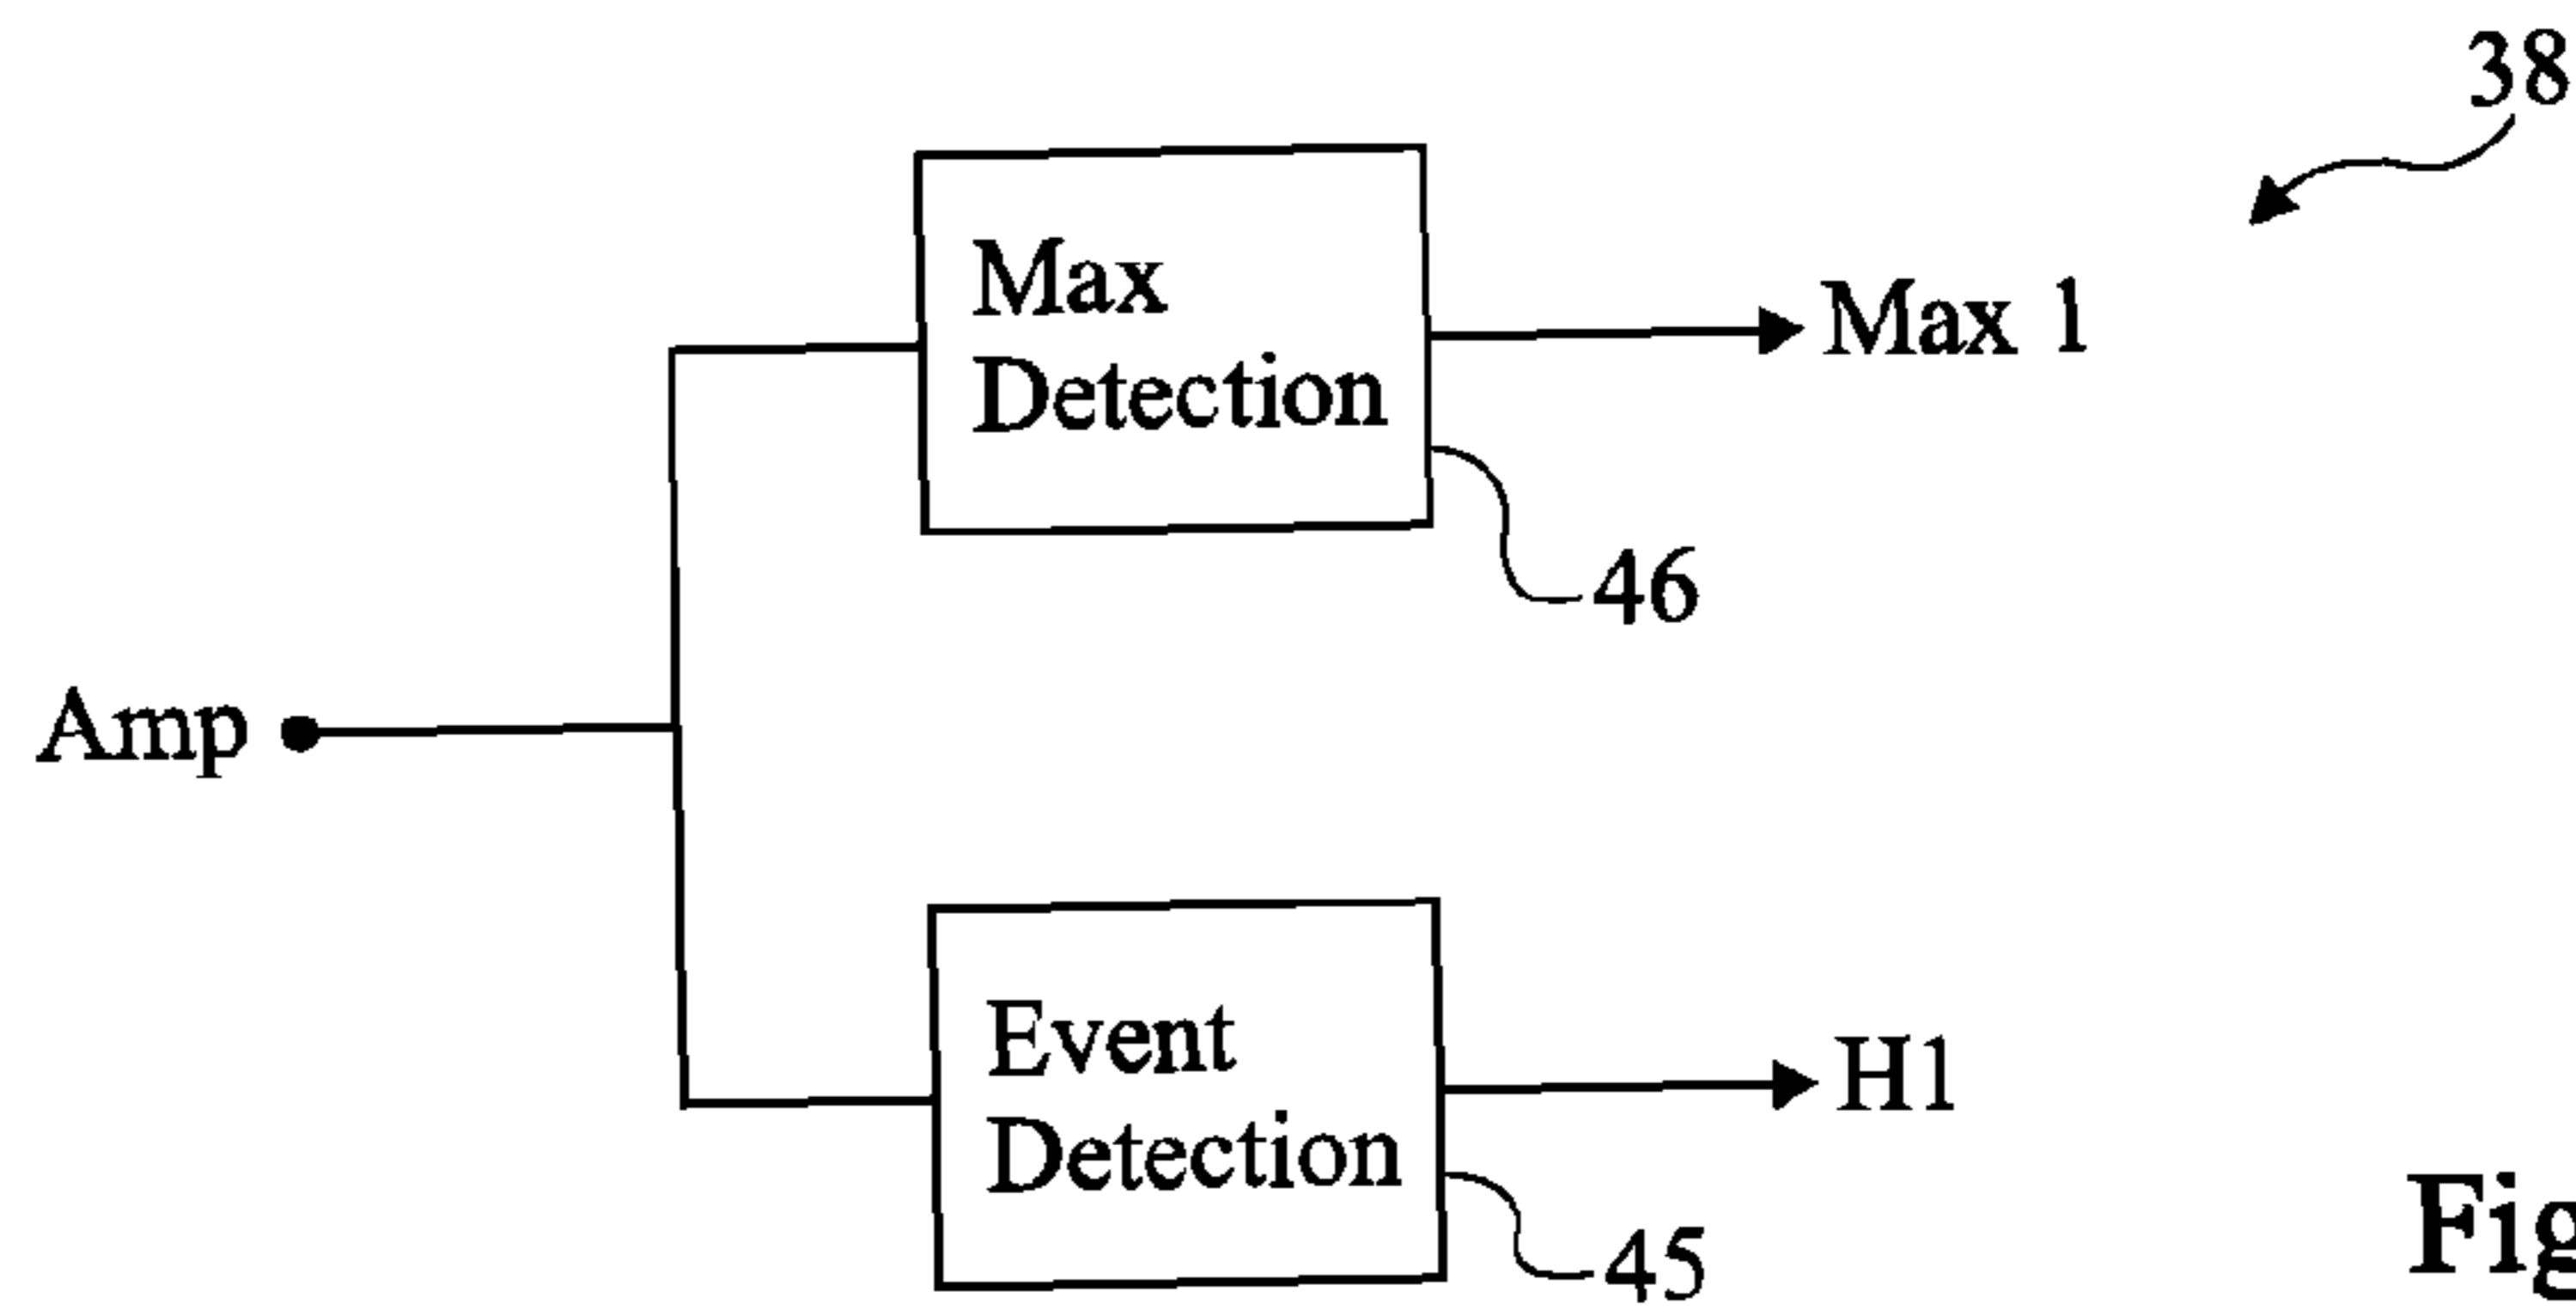 38
Max
Detection
Max 1
46
Amp
Event
Detection
H1
45
Fig